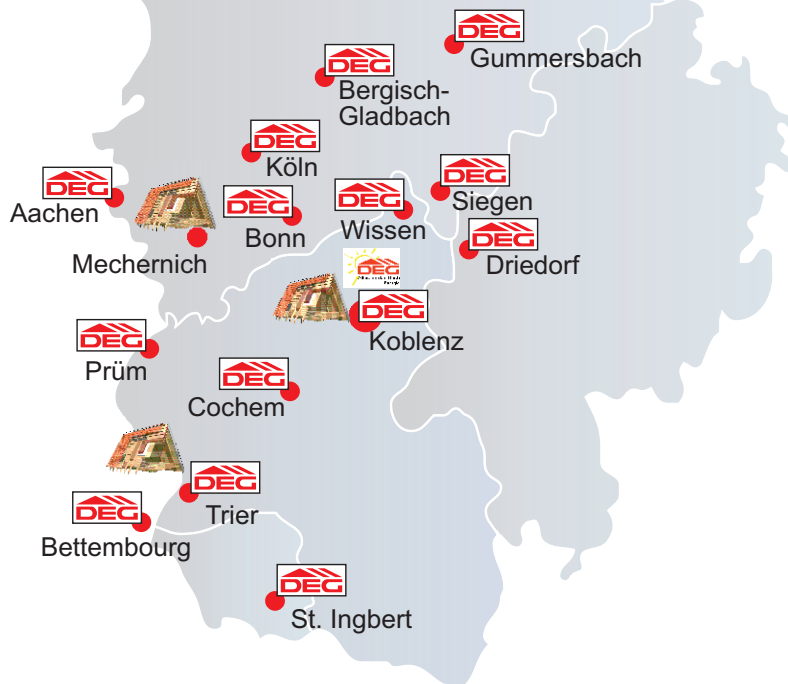 DEG
Gummersbach
DEG
Bergisch-
Gladbach
DEG
Köln
DEG
Aachen
Mechernich
DEG
Bonn
DEG
Wissen
DEG
Siegen
DEG
Driedorf
DEG
DEG
Koblenz
DEG
Prüm
DEG
Cochem
DEG
Trier
DEG
Bettembourg
DEG
St. Ingbert